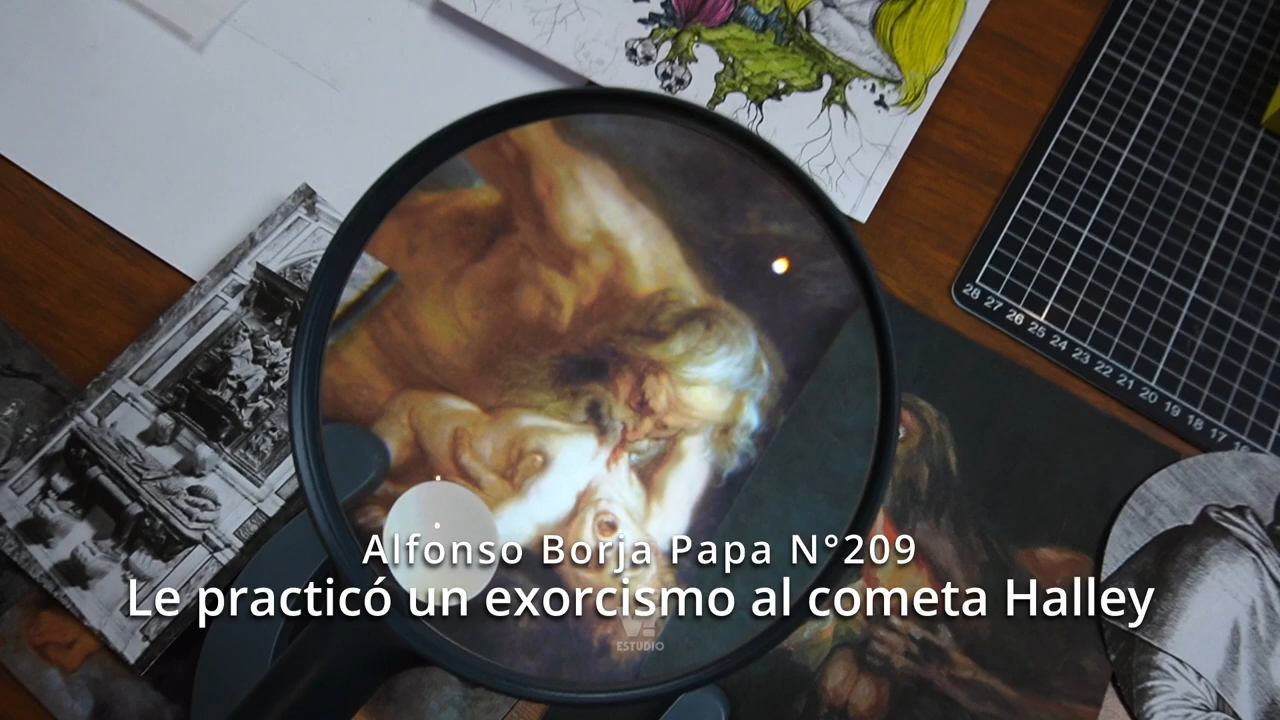 28 27 26 25 24 23 22 21 20 19 18 17 16
Alfonso Borja Papa N°209
Le practicó un exorcismo al cometa Halley
V!
ESTUDIO